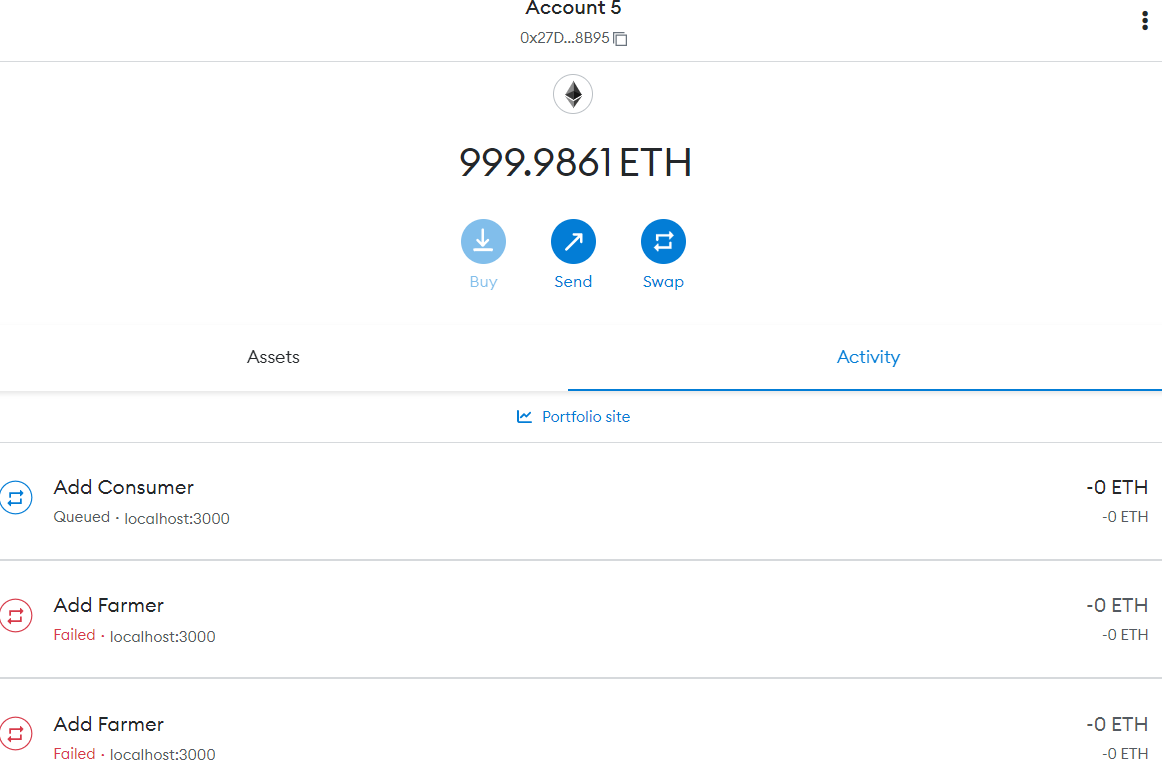 Account 5
0x27D...8B95
999.9861 ETH
Buy
Send
Swap
Assets
Activity
Portfolio site
Add Consumer
-0 ETH
Queued · localhost:3000
-0 ETH
Add Farmer
-0 ETH
Failed · localhost:3000
-0 ETH
Add Farmer
-0 ETH
Failed · localhost:3000
-0 ETH